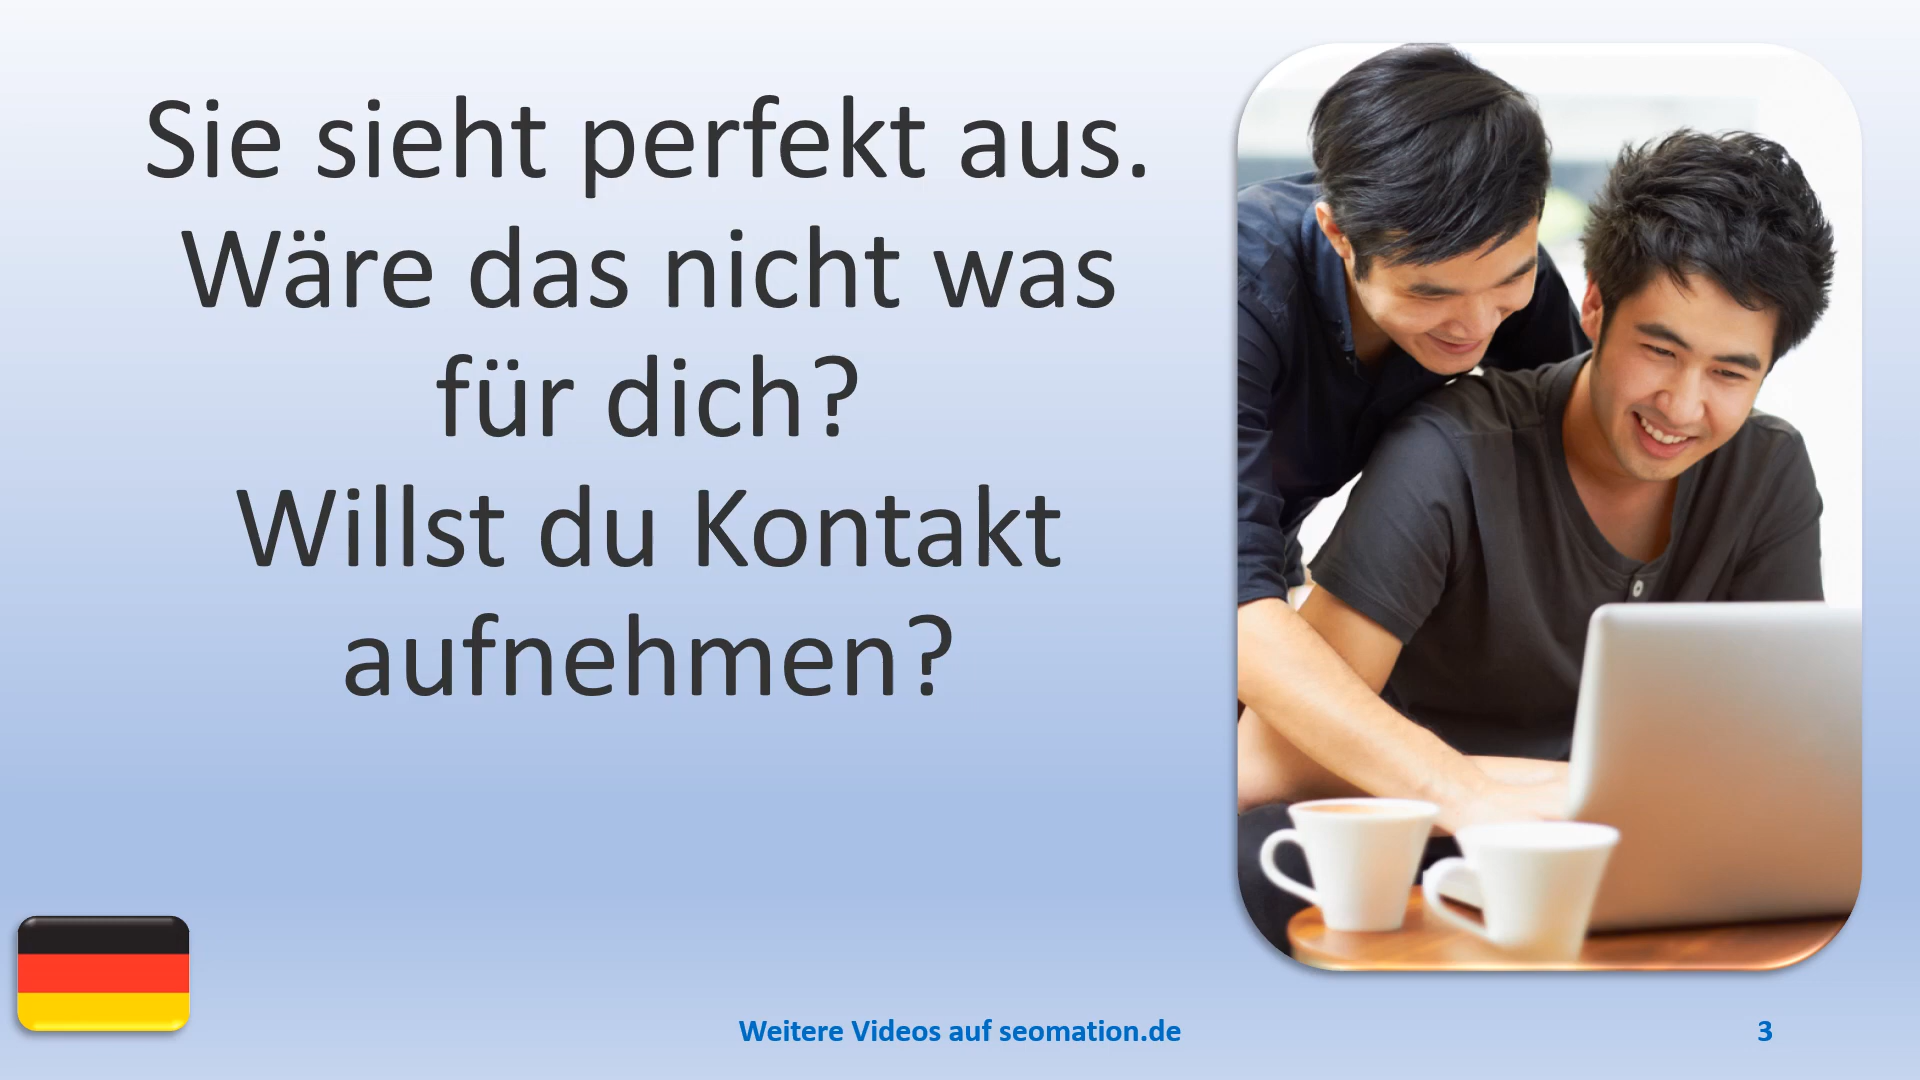 Sie sieht perfekt aus.
Wäre das nicht was
für dich?
Willst du Kontakt
aufnehmen?
Weitere Videos auf seomation.de
3